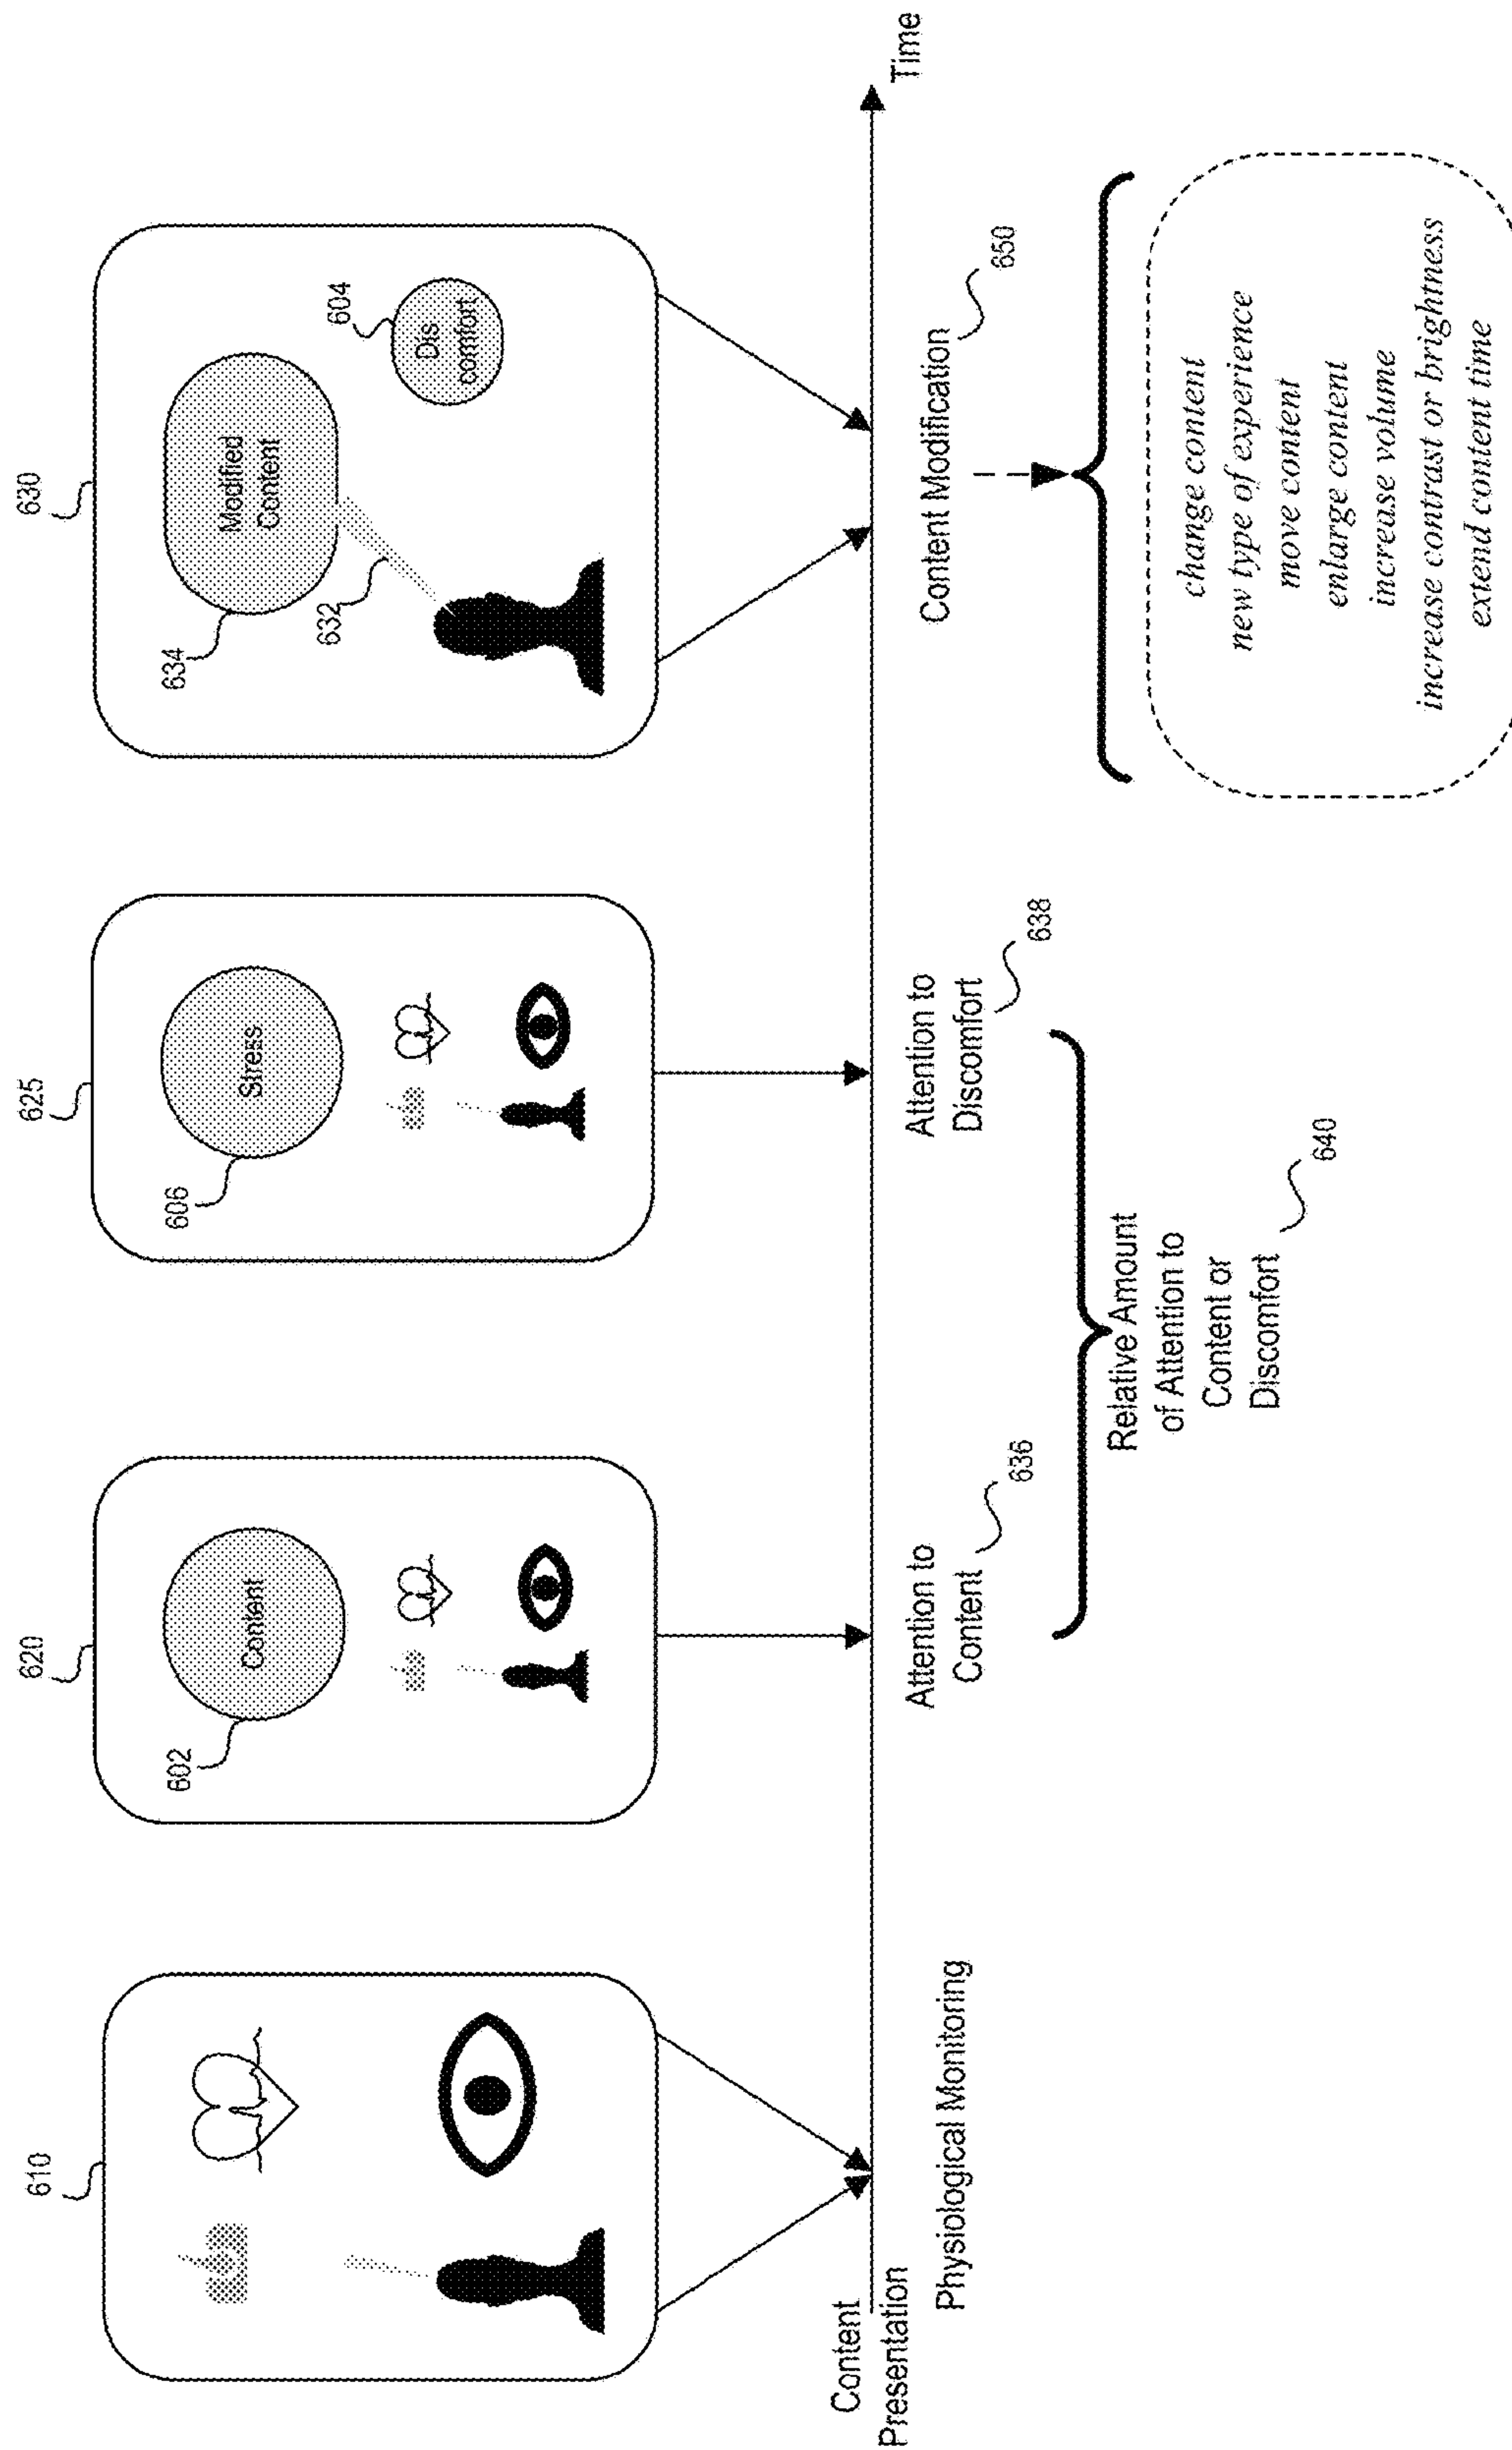 610
620
602
Content
625
606
Stress
630
634
Modified
Content
632
604
Dis
comfort
Content
Presentation
Time
Physiological Monitoring
Attention to
Content
636
Attention to
Discomfort
638
Relative Amount
of Attention to
Content or
Discomfort
640
Content Modification
650
change content
new type of experience
move content
enlarge content
increase volume
increase contrast or brightness
extend content time